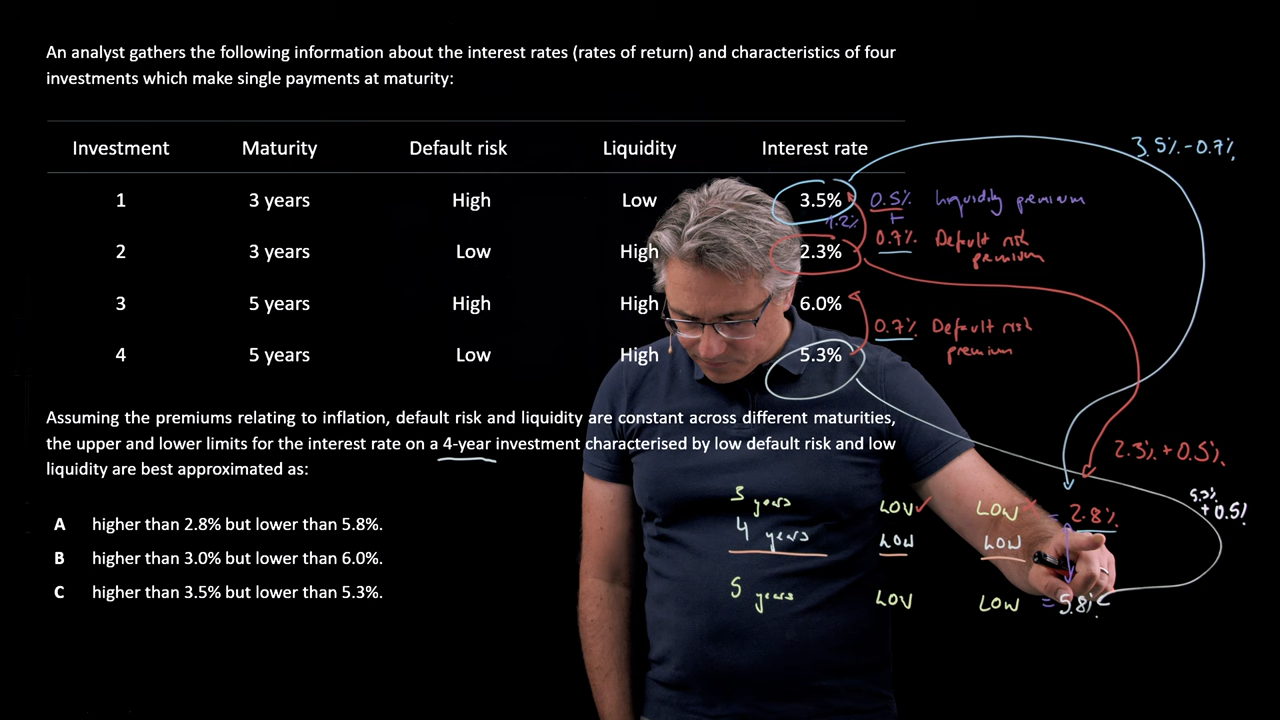 An analyst gathers the following information about the interest rates (rates of return) and characteristics of four
investments which make single payments at maturity:
Investment Maturity Default risk Liquidity Interest rate
1 3 years High Low 3.5%
2 3 years Low High 2.3%
3 5 years High High 6.0%
4 5 years Low High 5.3%
3.5% - 0.7%
0.5% Liquidity premium
+
1.2%
0.7% Default risk
premium
0.7% Default risk
premium
Assuming the premiums relating to inflation, default risk and liquidity are constant across different maturities,
the upper and lower limits for the interest rate on a 4-year investment characterised by low default risk and low
liquidity are best approximated as:
2.3% + 0.5%
5.3%
+ 0.5%
A higher than 2.8% but lower than 5.8%.
B higher than 3.0% but lower than 6.0%.
C higher than 3.5% but lower than 5.3%.
3 years LOW ✓ LOW = 2.8%
4 years LOW LOW
5 years LOW LOW = 5.8%